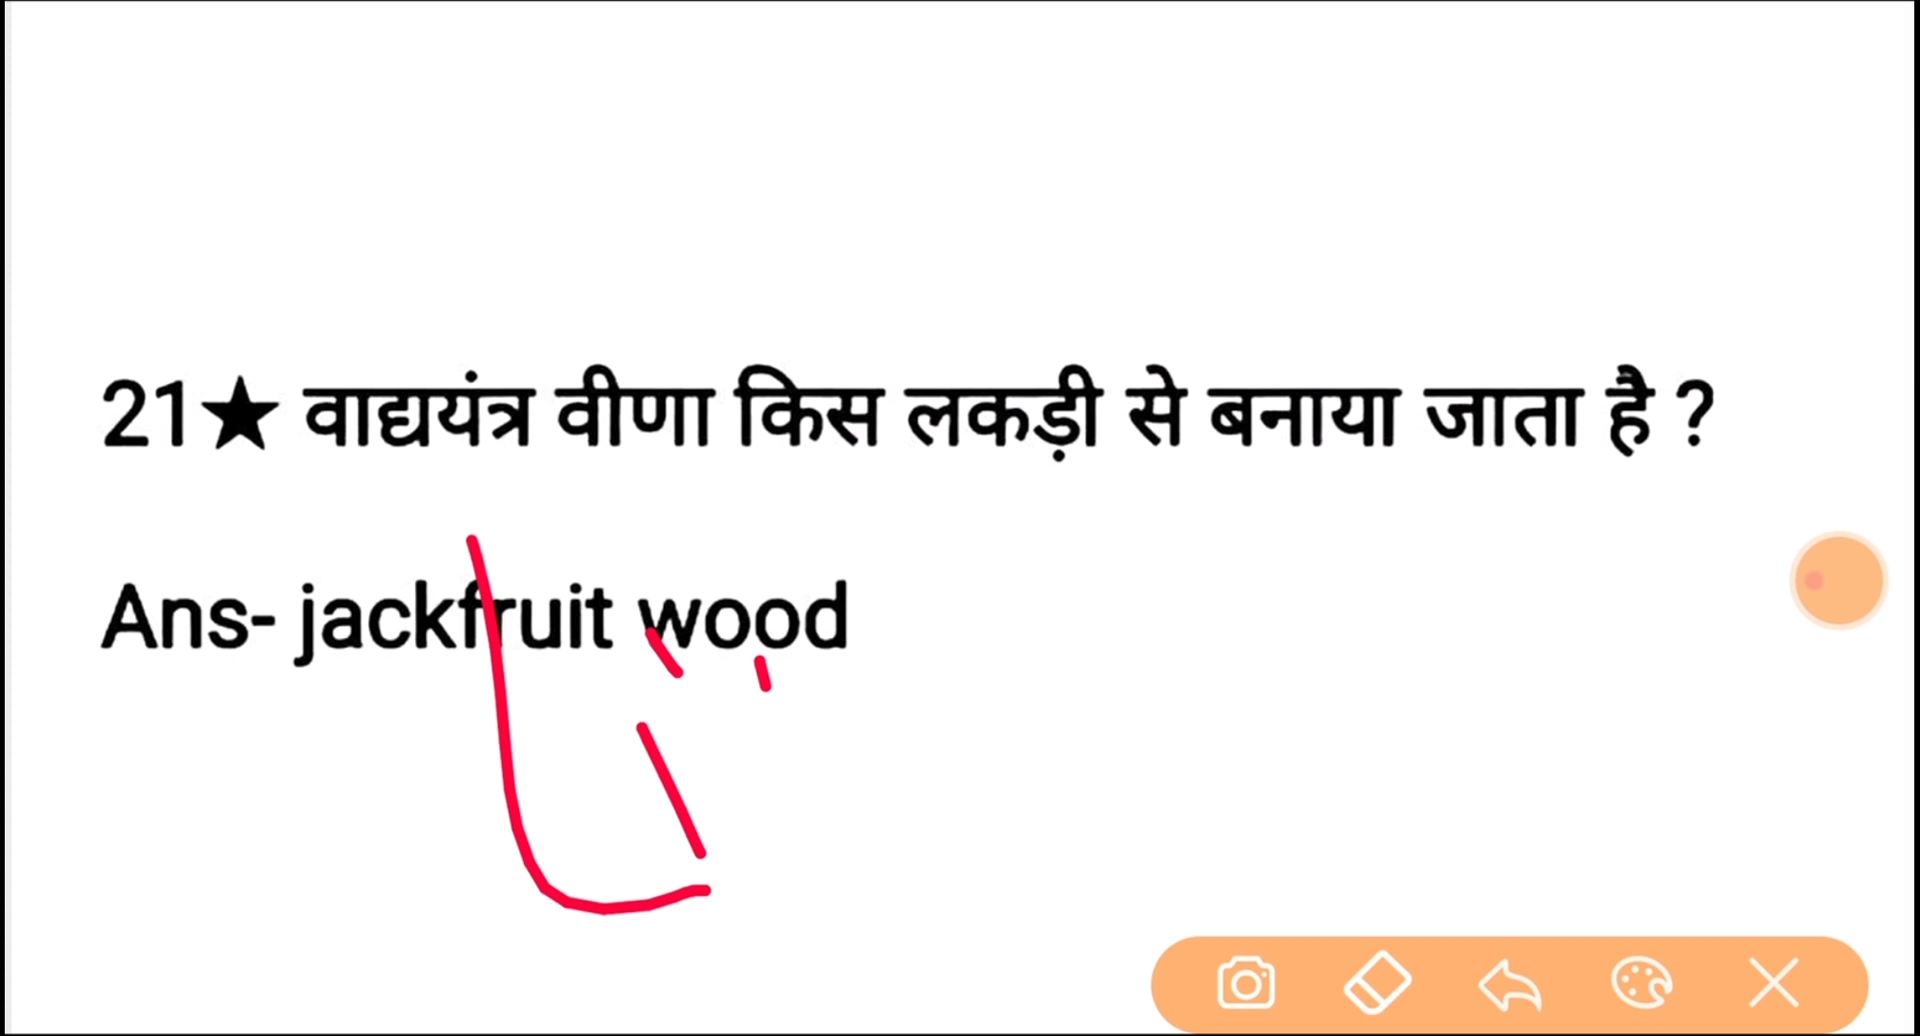 21★ वाद्ययंत्र वीणा किस लकड़ी से बनाया जाता है ?
Ans- jackfruit wood